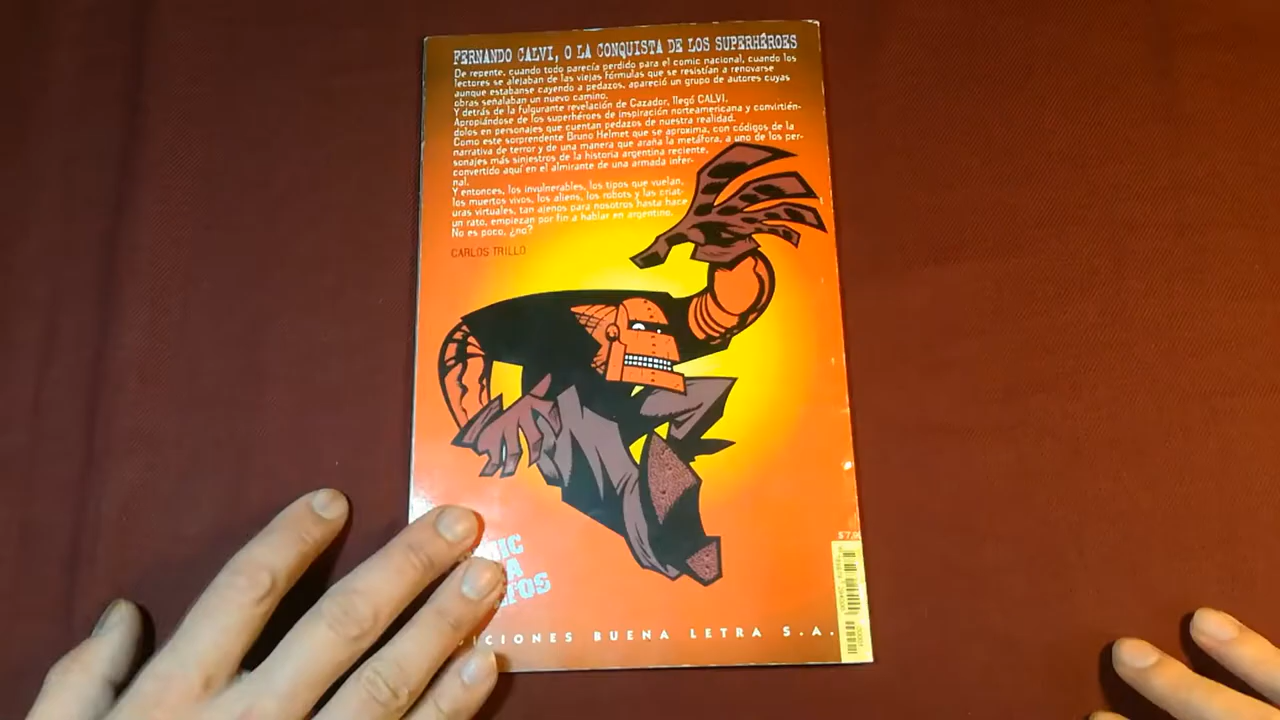 FERNANDO CALVI, O LA CONQUISTA DE LOS SUPERHÉROES
De repente, cuando todo parecía perdido para el comic nacional, cuando los
lectores se alejaban de las viejas fórmulas que se resistían a renovarse
aunque estabanse cayendo a pedazos, apareció un grupo de autores cuyas
obras señalaban un nuevo camino.
Y detrás de la fulgurante revelación de Cazador, llegó CALVI.
Apropiándose de los superhéroes de inspiración norteamericana y convirtién-
dolos en personajes que cuentan pedazos de nuestra realidad.
Como este sorprendente Bruno Helmet que se aproxima, con códigos de la
narrativa de terror y de una manera que araña la metáfora, a uno de los per-
sonajes más siniestros de la historia argentina reciente,
convertido aquí en el almirante de una armada infer-
nal.
Y entonces, los invulnerables, los tipos que vuelan,
los muertos vivos, los aliens, los robots y las criat-
uras virtuales, tan ajenos para nosotros hasta hace
un rato, empiezan por fin a hablar en argentino.
No es poco, ¿no?
CARLOS TRILLO
$7,9
ICIONES BUENA LETRA S.A.